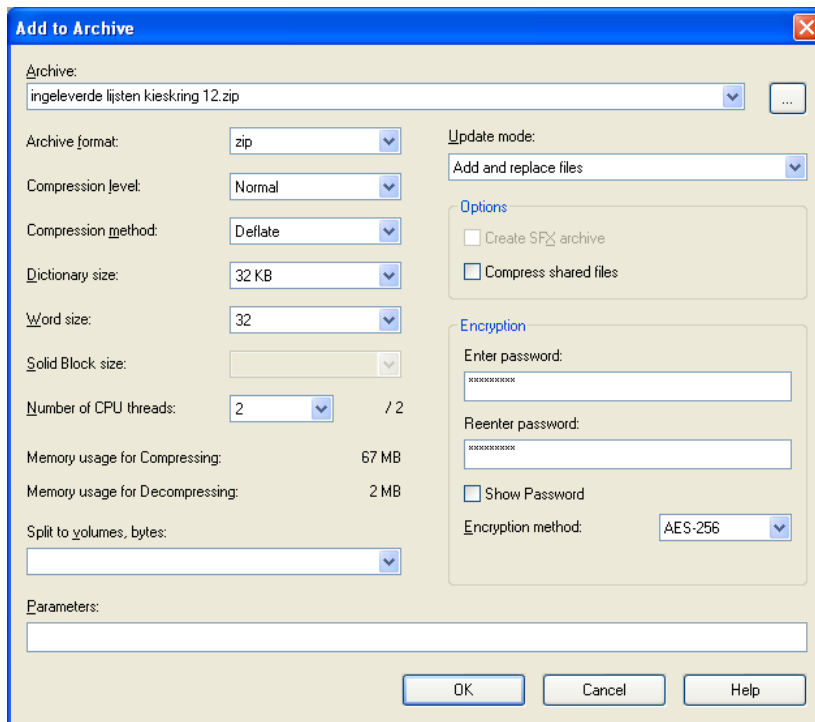 Add to Archive
Archive:
ingeleverde lijsten kieskring 12.zip
...
Archive format:
zip
Compression level:
Normal
Compression method:
Deflate
Dictionary size:
32 KB
Word size:
32
Solid Block size:
Number of CPU threads:
2
/ 2
Memory usage for Compressing:
67 MB
Memory usage for Decompressing:
2 MB
Split to volumes, bytes:
Update mode:
Add and replace files
Options
Create SFX archive
Compress shared files
Encryption
Enter password:
*********
Reenter password:
*********
Show Password
Encryption method:
AES-256
Parameters:
OK
Cancel
Help